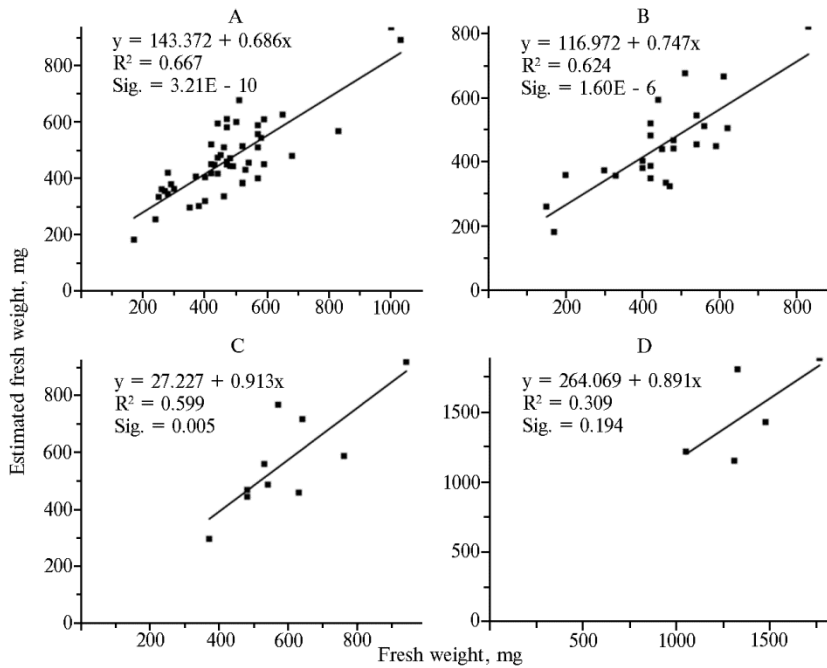 A
y = 143.372 + 0.686x
R² = 0.667
Sig. = 3.21E - 10
800
600
400
200
0
200 400 600 800 1000
B
y = 116.972 + 0.747x
R² = 0.624
Sig. = 1.60E - 6
800
600
400
200
0
200 400 600 800
C
y = 27.227 + 0.913x
R² = 0.599
Sig. = 0.005
800
600
400
200
0
200 400 600 800
D
y = 264.069 + 0.891x
R² = 0.309
Sig. = 0.194
1500
1000
500
0
500 1000 1500
Estimated fresh weight, mg
Fresh weight, mg